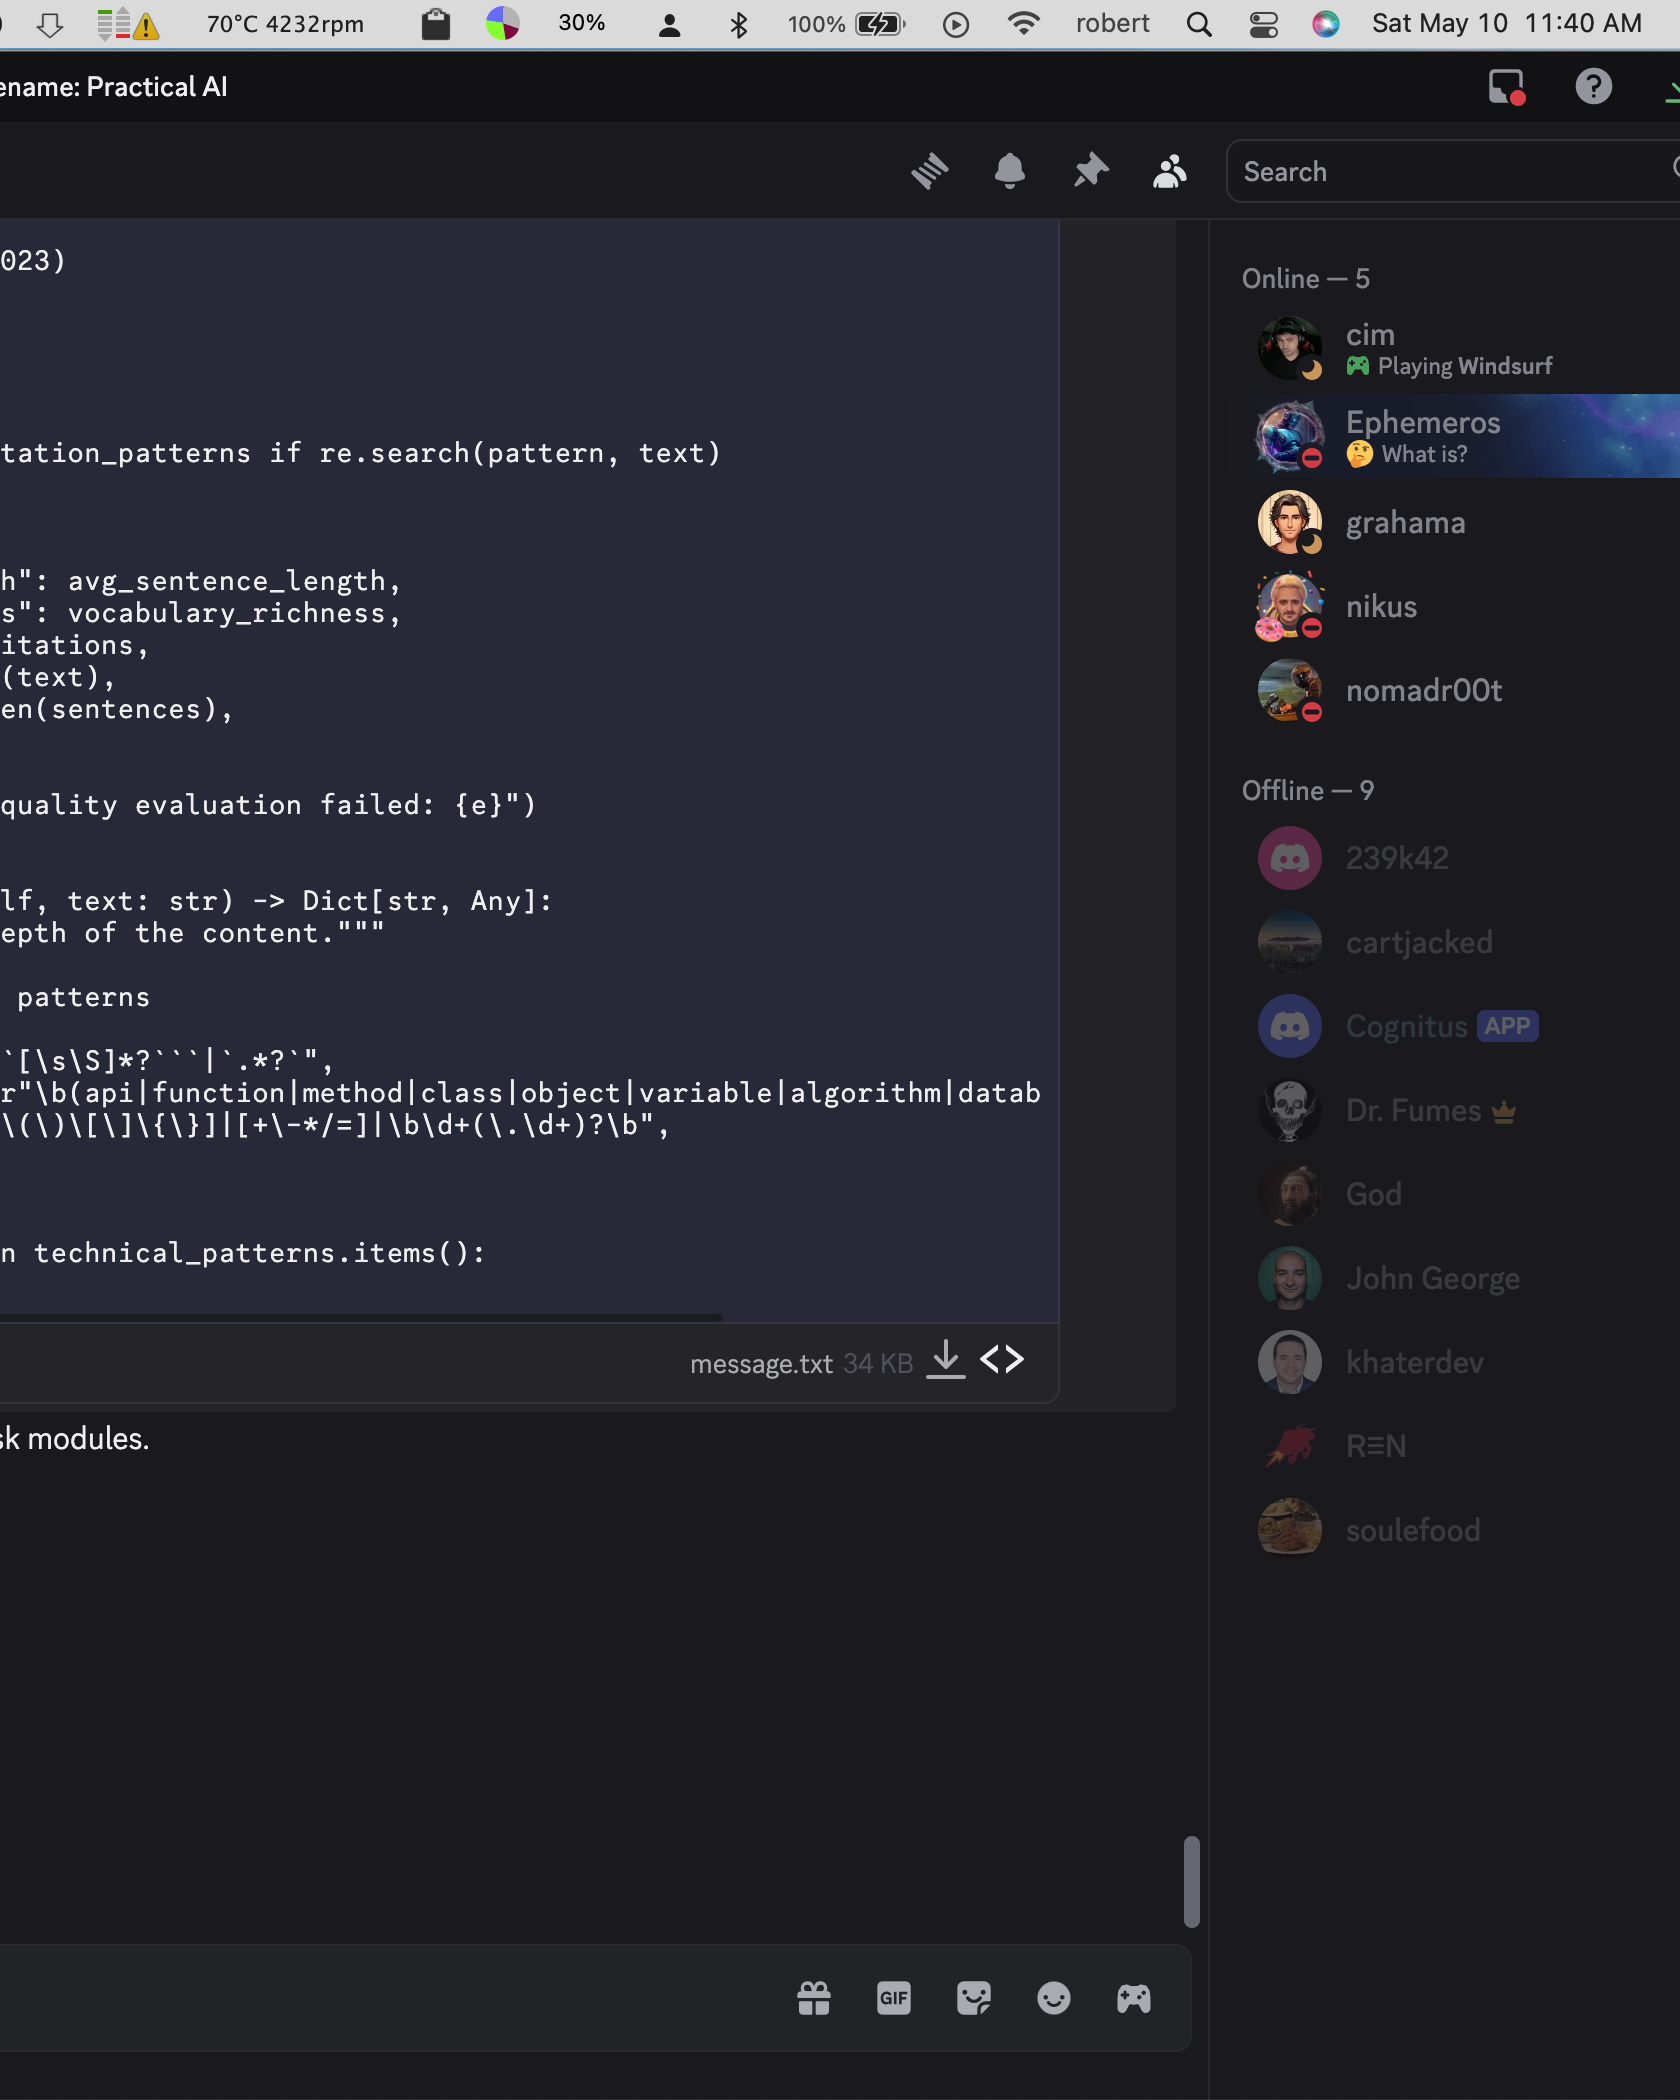 70°C 4232rpm
30%
100%
robert
Sat May 10 11:40 AM
ename: Practical AI
Search
023)
tation_patterns if re.search(pattern, text)
h": avg_sentence_length,
s": vocabulary_richness,
itations,
(text),
en(sentences),
quality evaluation failed: {e}")
lf, text: str) -> Dict[str, Any]:
epth of the content."""
patterns
`[\s\S]*?```|`.*?`",
r"\b(api|function|method|class|object|variable|algorithm|datab
\(\)\[\]\{\}]|[+\-*/=]|\b\d+(\.\d+)?\b",
n technical_patterns.items():
message.txt 34 KB
sk modules.
GIF
Online — 5
cim
Playing Windsurf
Ephemeros
🤔 What is?
grahama
nikus
nomadr00t
Offline — 9
239k42
cartjacked
Cognitus APP
Dr. Fumes
God
John George
khaterdev
R≡N
soulefood